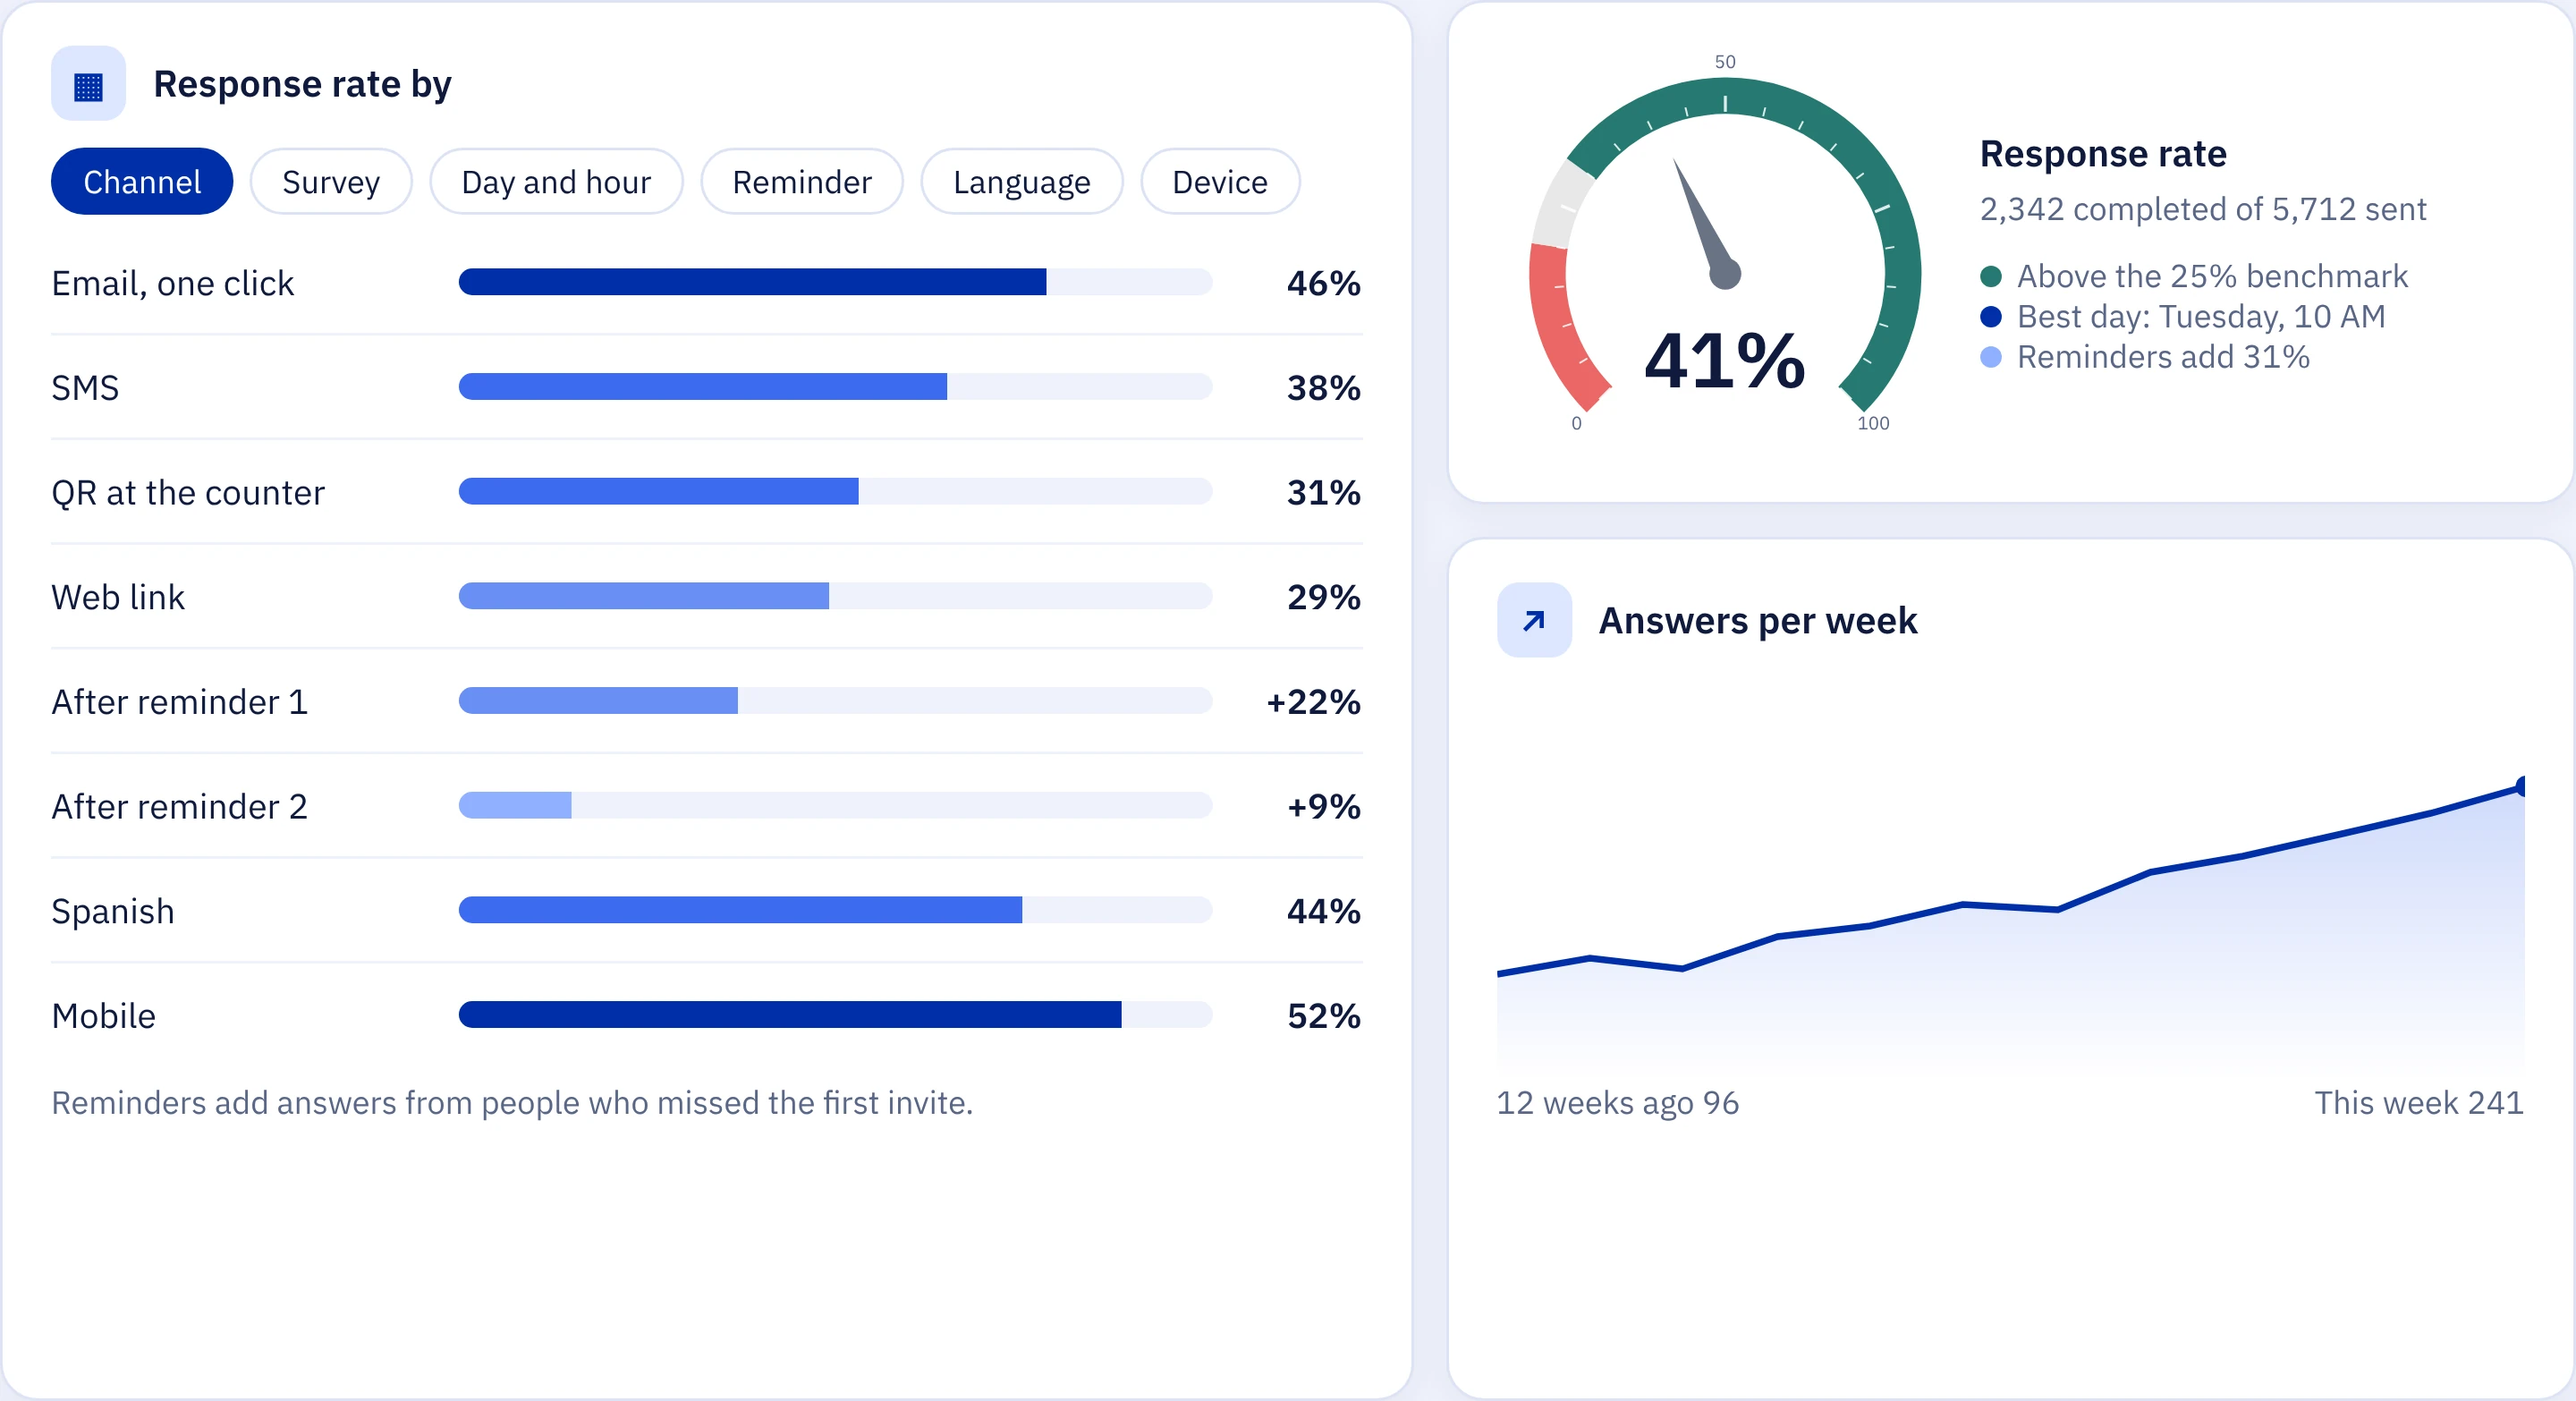 Response rate by
Channel
Survey
Day and hour
Reminder
Language
Device
Email, one click 46%
SMS 38%
QR at the counter 31%
Web link 29%
After reminder 1 +22%
After reminder 2 +9%
Spanish 44%
Mobile 52%
Reminders add answers from people who missed the first invite.
50
41%
0
100
Response rate
2,342 completed of 5,712 sent
Above the 25% benchmark
Best day: Tuesday, 10 AM
Reminders add 31%
Answers per week
12 weeks ago 96
This week 241